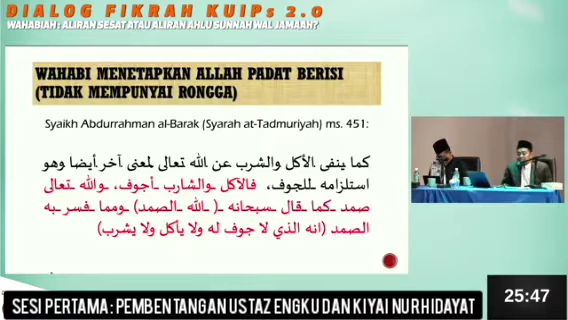 DIALOG FIKRAH KUIPs 2.0
WAHABIAH : ALIRAN SESAT ATAU ALIRAN AHLU SUNNAH WAL JAMAAH?
WAHABI MENETAPKAN ALLAH PADAT BERISI
(TIDAK MEMPUNYAI RONGGA)
Syaikh Abdurrahman al-Barak (Syarah at-Tadmuriyah) ms. 451:
كما ينفى الأكل والشرب عن الله تعالى لمعنى آخر أيضا وهو
استلزامه للجوف، فالآكل والشارب أجوف، والله تعالى
صمد كما قال سبحانه ( الله الصمد) ومما فسر به
الصمد (انه الذي لا جوف له ولا يأكل ولا يشرب)
SESI PERTAMA : PEMBENTANGAN USTAZ ENGKU DAN KIYAI NURHIDAYAT
25:47